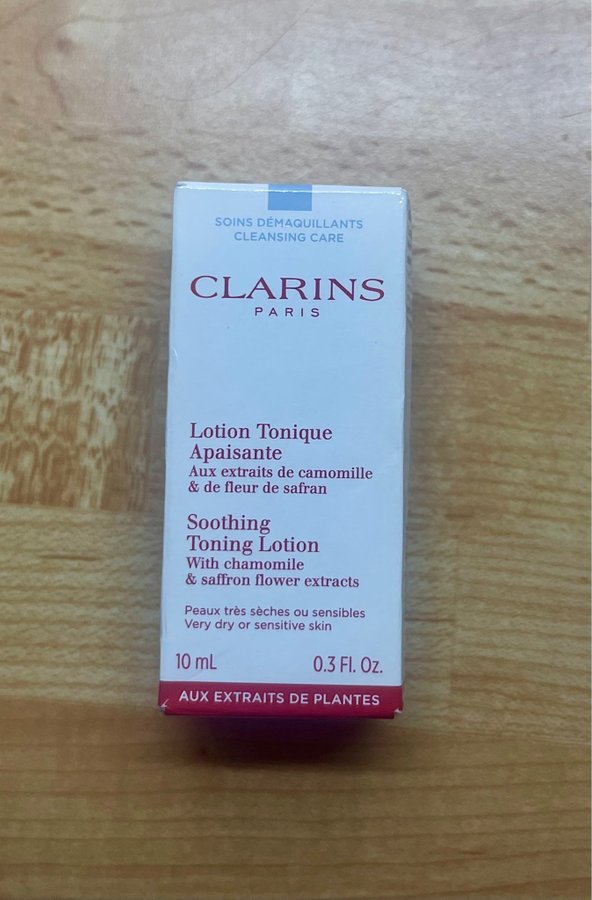 SOINS DÉMAQUILLANTS
CLEANSING CARE
CLARINS
PARIS
Lotion Tonique
Apaisante
Aux extraits de camomille
& de fleur de safran
Soothing
Toning Lotion
With chamomile
& saffron flower extracts
Peaux très sèches ou sensibles
Very dry or sensitive skin
10 mL 0.3 Fl. Oz.
AUX EXTRAITS DE PLANTES